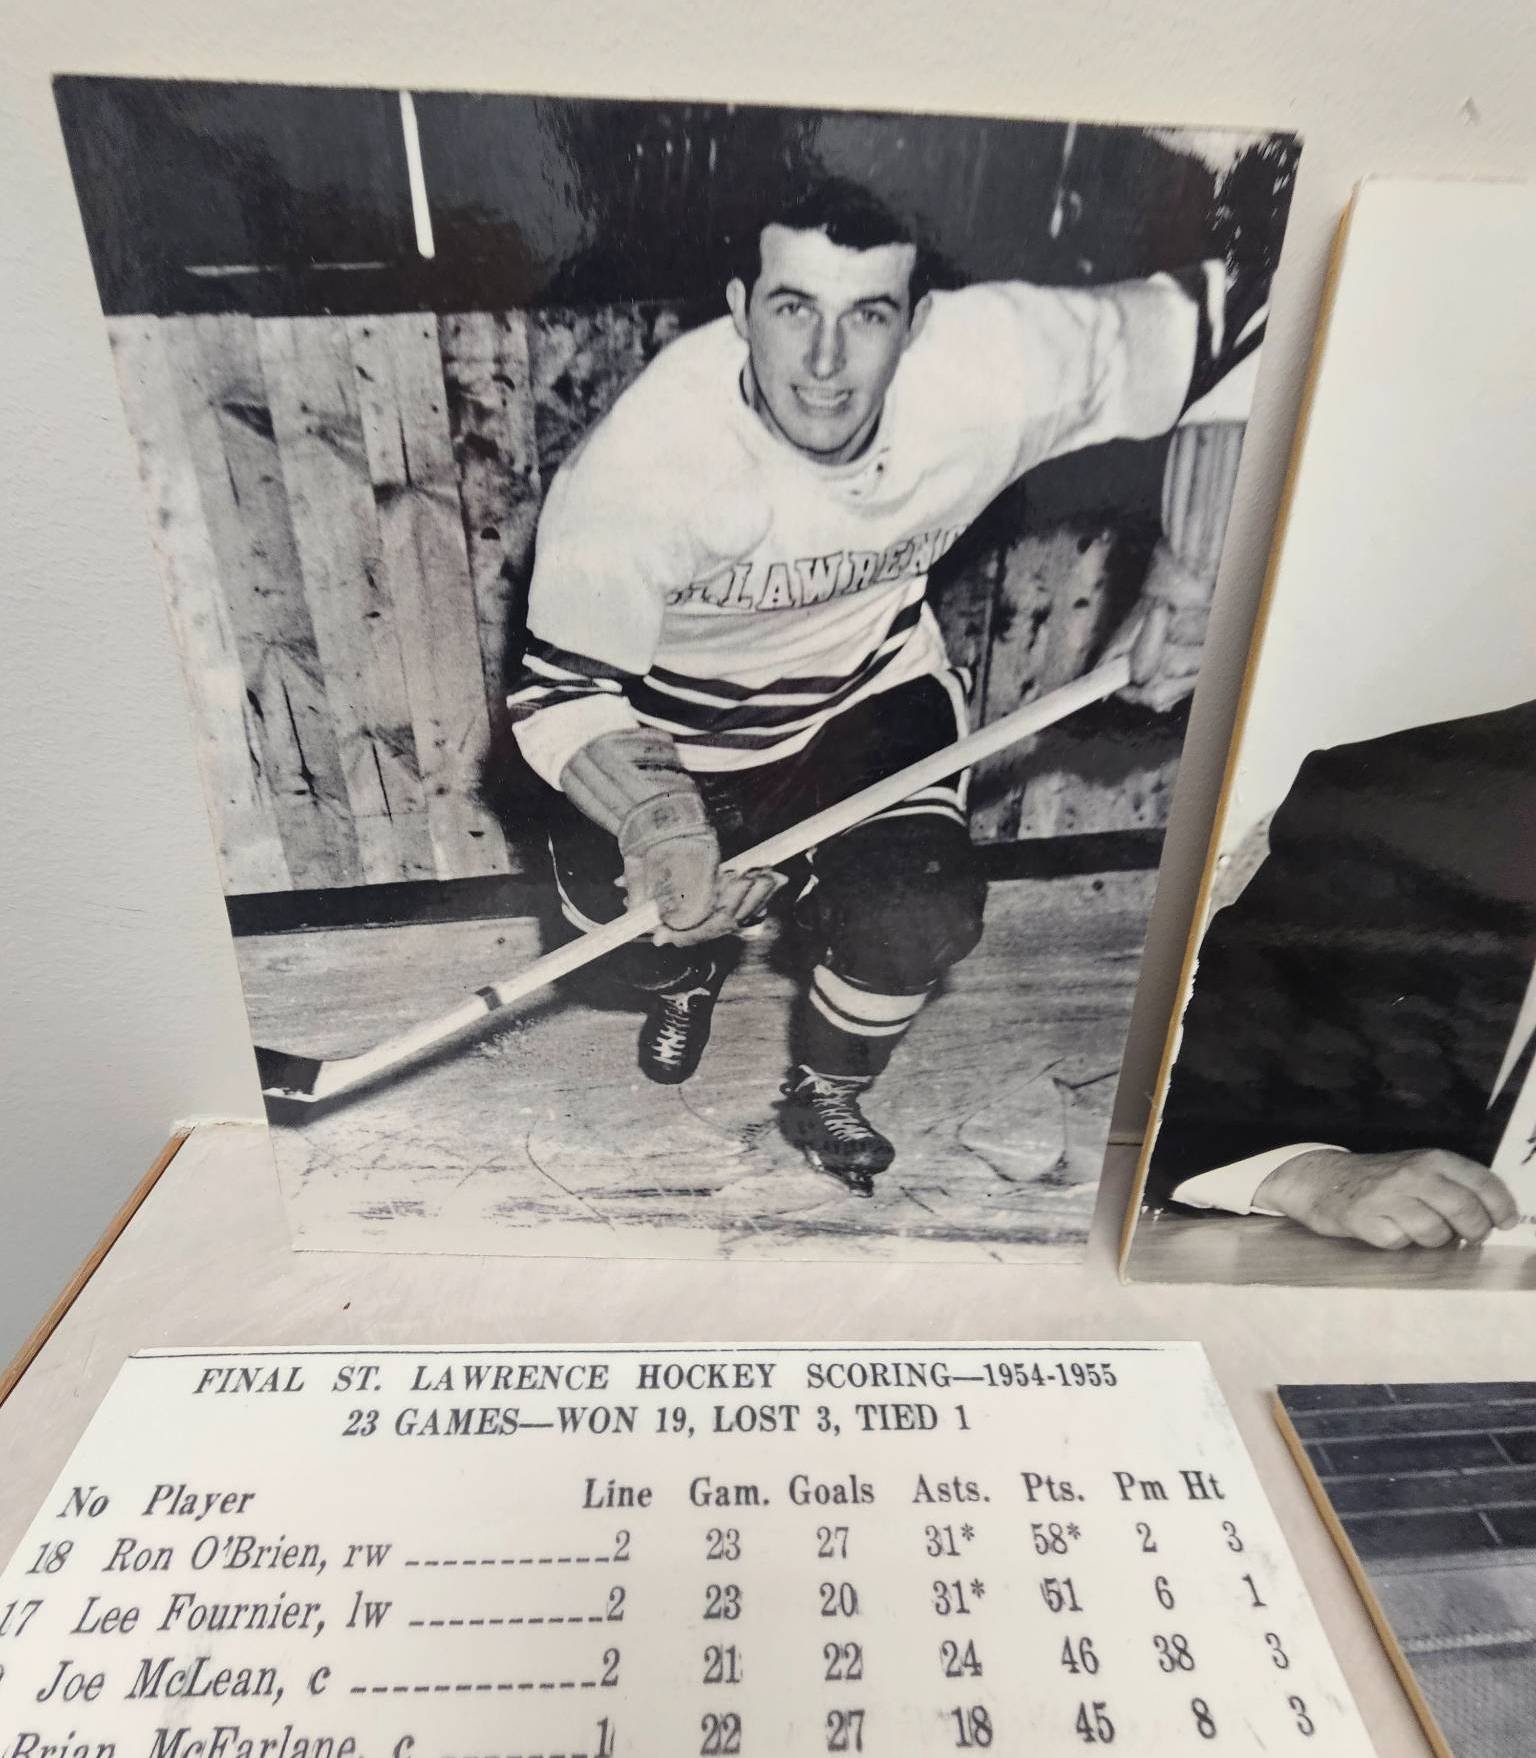 LAWREN
FINAL ST. LAWRENCE HOCKEY SCORING—1954-1955
23 GAMES—WON 19, LOST 3, TIED 1
No Player Line Gam. Goals Asts. Pts. Pm Ht
18 Ron O'Brien, rw -----------2 23 27 31* 58* 2 3
17 Lee Fournier, lw ----------2 23 20 31* 51 6 1
Joe McLean, c -------------2 21 22 24 46 38 3
Brian McFarlane, c -------1 22 27 18 45 8 3